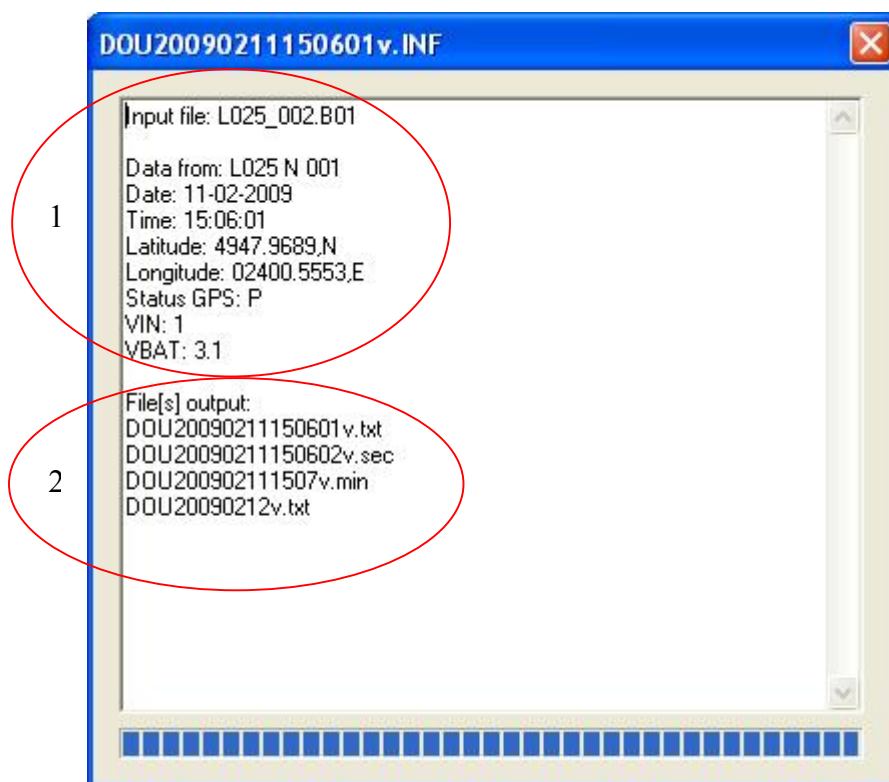 DOU20090211150601v.INF
Input file: L025_002.B01
Data from: L025 N 001
Date: 11-02-2009
1
Time: 15:06:01
Latitude: 4947.9689,N
Longitude: 02400.5553,E
Status GPS: P
VIN: 1
VBAT: 3.1
File[s] output:
DOU20090211150601v.txt
DOU20090211150602v.sec
2
DOU200902111507v.min
DOU20090212v.txt